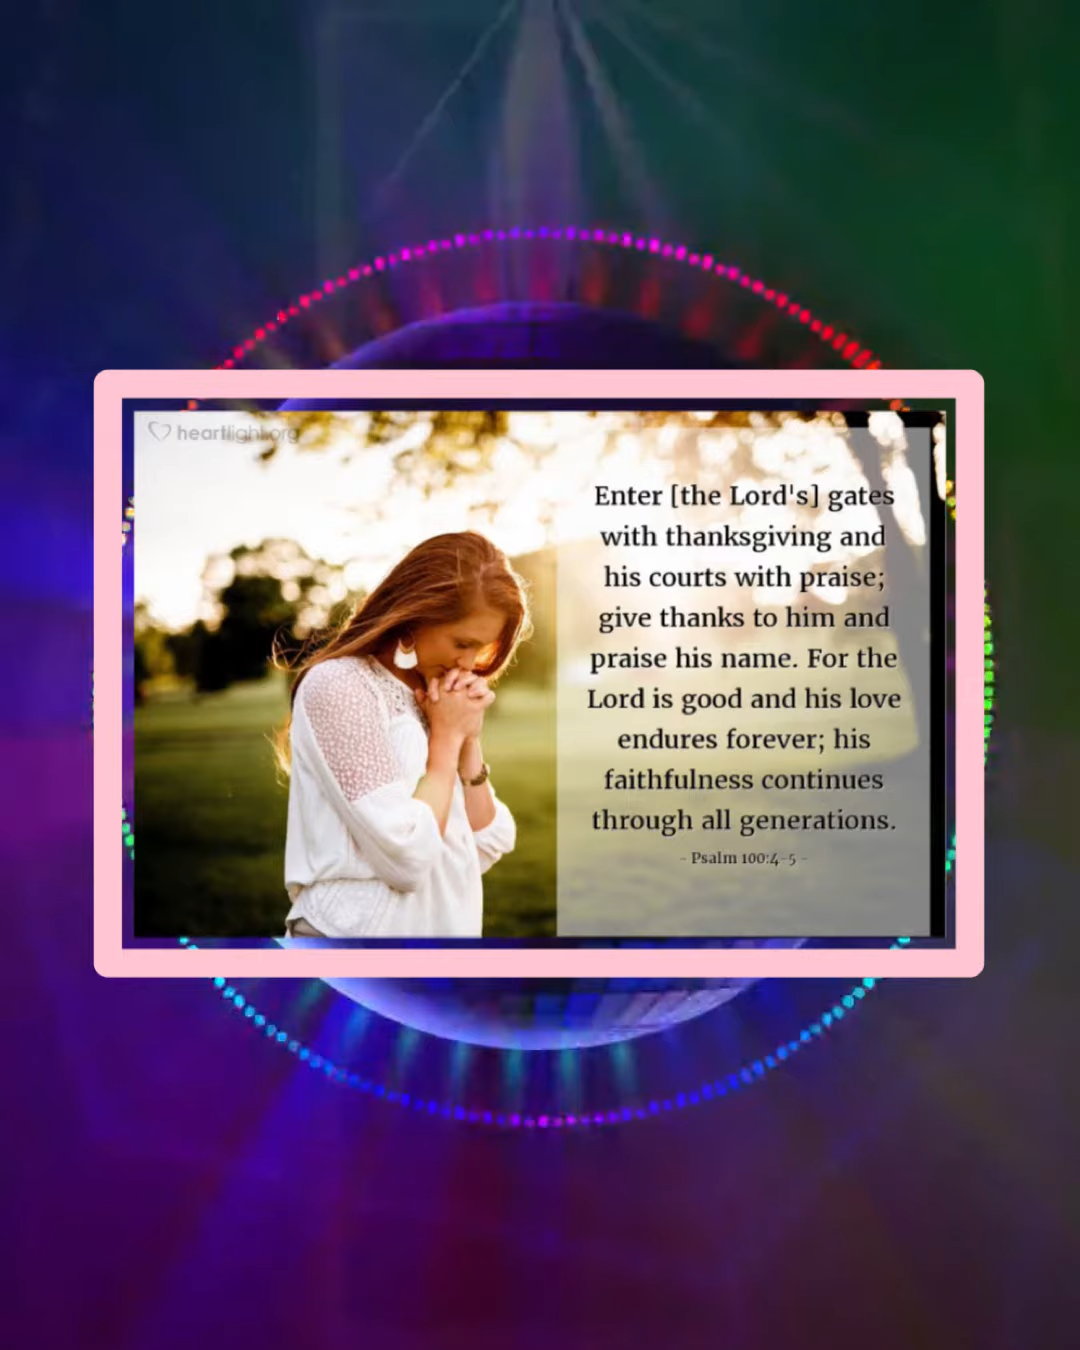 heartlight.org
Enter [the Lord's] gates
with thanksgiving and
his courts with praise;
give thanks to him and
praise his name. For the
Lord is good and his love
endures forever; his
faithfulness continues
through all generations.
- Psalm 100:4-5 -